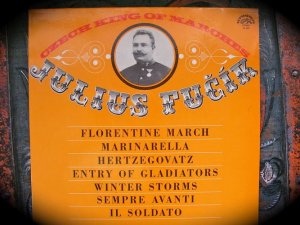 CZECH KING OF MARCHES
JULIUS FUČÍK
FLORENTINE MARCH
MARINARELLA
HERTZEGOVATZ
ENTRY OF GLADIATORS
WINTER STORMS
SEMPRE AVANTI
IL SOLDATO